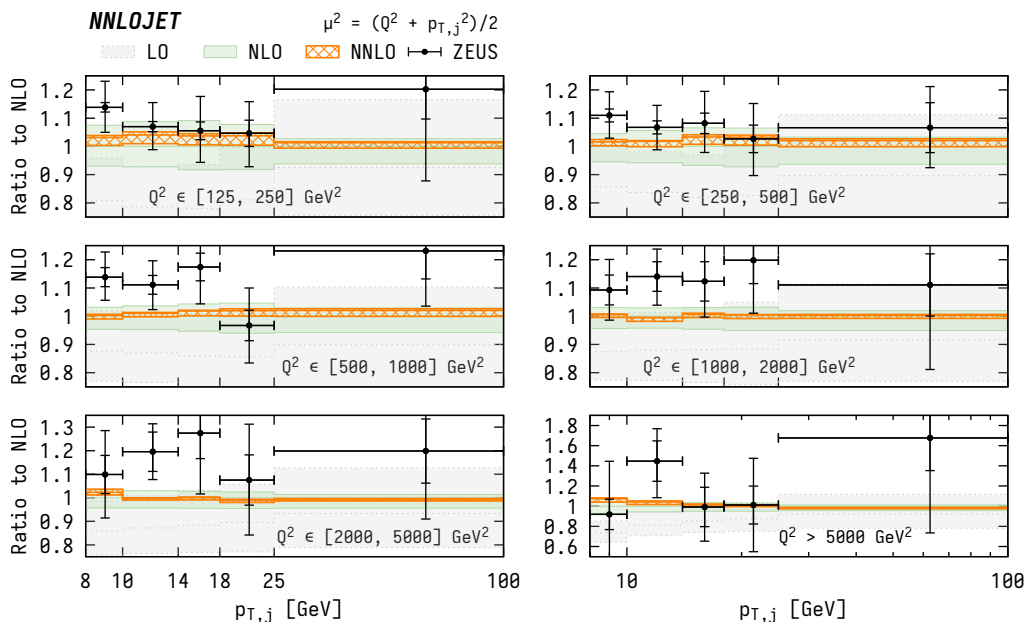 NNLOJET μ² = (Q² + p_T,j²)/2
LO NLO NNLO ZEUS
Ratio to NLO
1.2
1.1
1
0.9
0.8
Q² ∈ [125, 250] GeV²
Q² ∈ [250, 500] GeV²
Ratio to NLO
1.2
1.1
1
0.9
0.8
1.2
1.1
1
0.9
0.8
Q² ∈ [500, 1000] GeV²
1.2
1.1
1
0.9
0.8
Q² ∈ [1000, 2000] GeV²
Ratio to NLO
1.3
1.2
1.1
1
0.9
0.8
Q² ∈ [2000, 5000] GeV²
1.8
1.6
1.4
1.2
1
0.8
0.6
Q² > 5000 GeV²
8 10 14 18 25 100
10 100
p_T,j [GeV]
p_T,j [GeV]